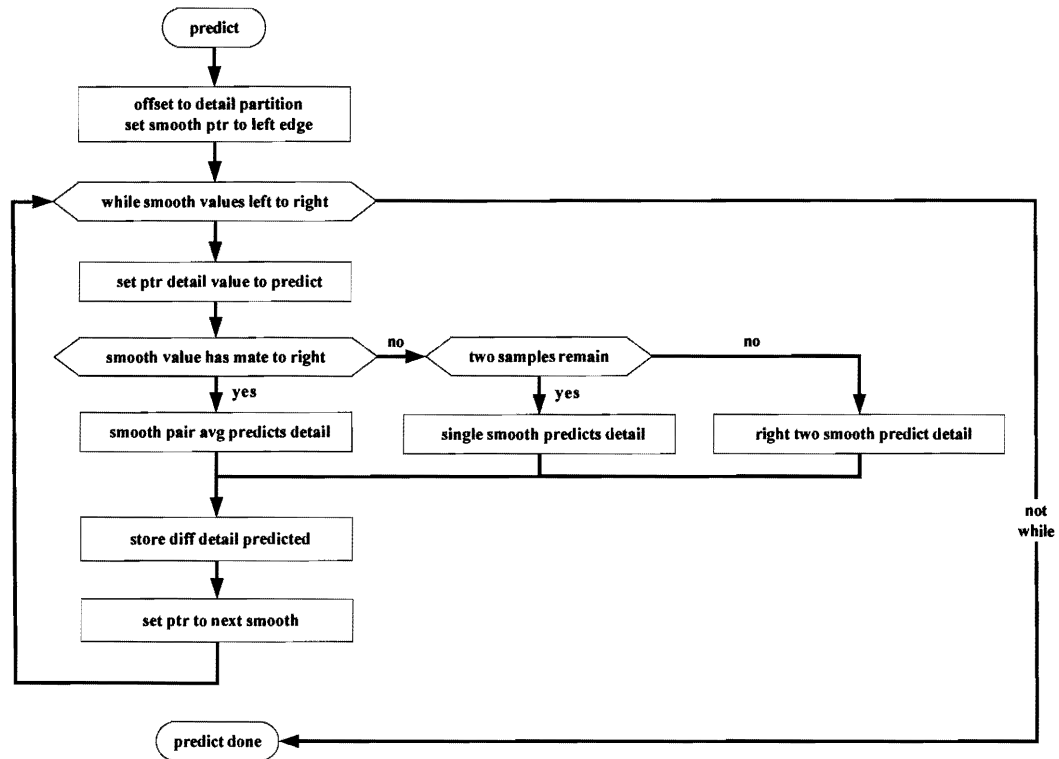 predict
offset to detail partition
set smooth ptr to left edge
while smooth values left to right
set ptr detail value to predict
smooth value has mate to right
no
two samples remain
no
yes
yes
smooth pair avg predicts detail
single smooth predicts detail
right two smooth predict detail
not
while
store diff detail predicted
set ptr to next smooth
predict done